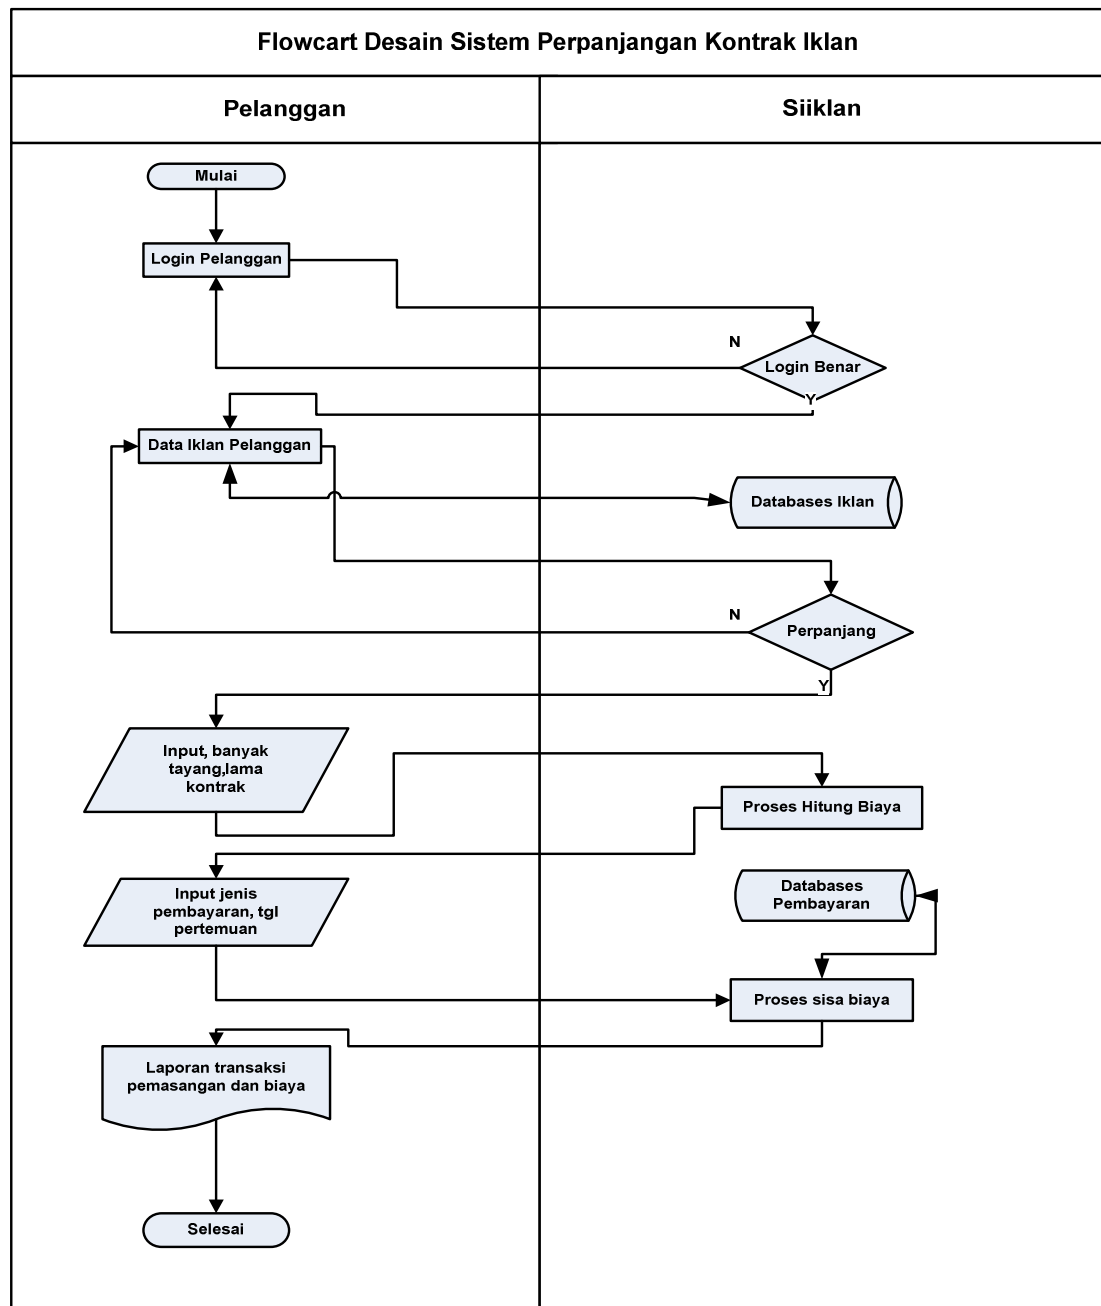 Flowcart Desain Sistem Perpanjangan Kontrak Iklan
Pelanggan
Siiklan
Mulai
Login Pelanggan
N
Login Benar
Y
Data Iklan Pelanggan
Databases Iklan
N
Perpanjang
Y
Input, banyak
tayang,lama
kontrak
Proses Hitung Biaya
Input jenis
pembayaran, tgl
pertemuan
Databases
Pembayaran
Proses sisa biaya
Laporan transaksi
pemasangan dan biaya
Selesai